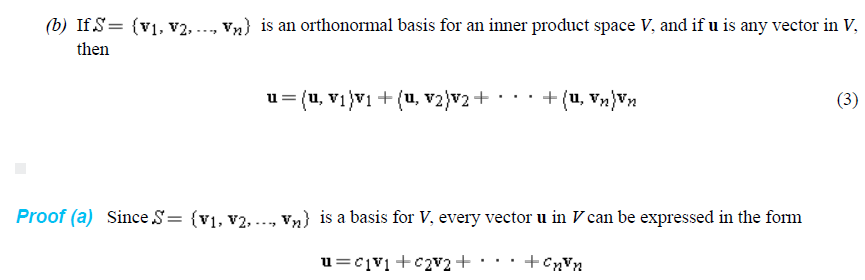 (b) If S = {v1, v2, ..., vn} is an orthonormal basis for an inner product space V, and if u is any vector in V,
then
u = ⟨u, v1⟩v1 + ⟨u, v2⟩v2 + · · · + ⟨u, vn⟩vn (3)
Proof (a) Since S = {v1, v2, ..., vn} is a basis for V, every vector u in V can be expressed in the form
u = c1v1 + c2v2 + · · · + cnvn